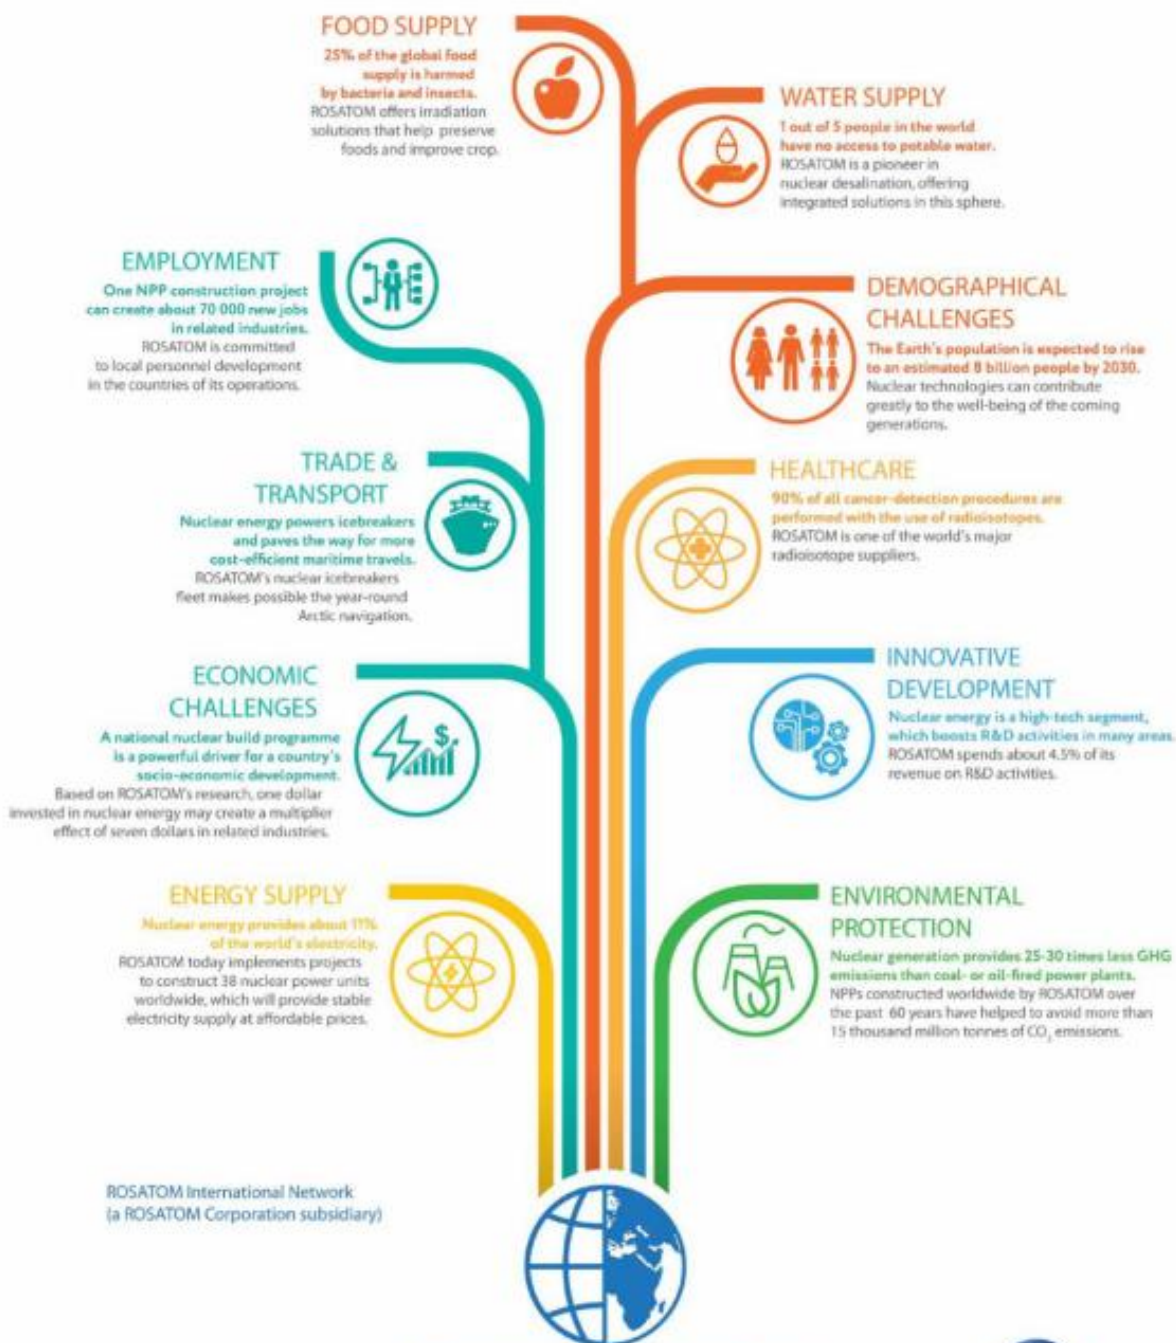 FOOD SUPPLY
25% of the global food
supply is harmed
by bacteria and insects.
ROSATOM offers irradiation
solutions that help preserve
foods and improve crop.
WATER SUPPLY
1 out of 5 people in the world
have no access to potable water.
ROSATOM is a pioneer in
nuclear desalination, offering
integrated solutions in this sphere.
EMPLOYMENT
One NPP construction project
can create about 70 000 new jobs
in related industries.
ROSATOM is committed
to local personnel development
in the countries of its operations.
DEMOGRAPHICAL
CHALLENGES
The Earth's population is expected to rise
to an estimated 8 billion people by 2030.
Nuclear technologies can contribute
greatly to the well-being of the coming
generations.
TRADE &
TRANSPORT
Nuclear energy powers icebreakers
and paves the way for more
cost-efficient maritime travels.
ROSATOM's nuclear icebreakers
fleet makes possible the year-round
Arctic navigation.
HEALTHCARE
90% of all cancer-detection procedures are
performed with the use of radioisotopes.
ROSATOM is one of the world's major
radioisotope suppliers.
ECONOMIC
CHALLENGES
A national nuclear build programme
is a powerful driver for a country's
socio-economic development.
Based on ROSATOM's research, one dollar
invested in nuclear energy may create a multiplier
effect of seven dollars in related industries.
$
INNOVATIVE
DEVELOPMENT
Nuclear energy is a high-tech segment,
which boosts R&D activities in many areas.
ROSATOM spends about 4.5% of its
revenue on R&D activities.
ENERGY SUPPLY
Nuclear energy provides about 11%
of the world's electricity.
ROSATOM today implements projects
to construct 38 nuclear power units
worldwide, which will provide stable
electricity supply at affordable prices.
ENVIRONMENTAL
PROTECTION
Nuclear generation provides 25-30 times less GHG
emissions than coal- or oil-fired power plants.
NPPs constructed worldwide by ROSATOM over
the past 60 years have helped to avoid more than
15 thousand million tonnes of CO₂ emissions.
ROSATOM International Network
(a ROSATOM Corporation subsidiary)